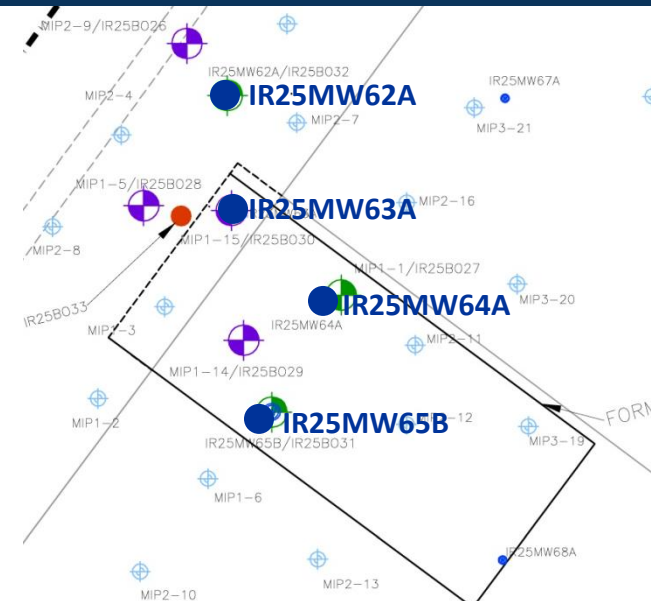 MIP2-9/IR25B026
IR25MW62A/IR25B032
IR25MW67A
MIP2-4
IR25MW62A
MIP2-7
MIP3-21
MIP1-5/IR25B028
IR25MW63A
MIP2-16
MIP2-8
MIP1-15/IR25B030
MIP1-1/IR25B027
IR25B033
MIP3-20
IR25MW64A
MIP1-3
IR25MW64A
MIP2-11
MIP1-14/IR25B029
MIP1-2
IR25MW65B
-12
FORM
MIP3-19
IR25MW65B/IR25B031
MIP1-6
IR25MW68A
MIP2-13
MIP2-10